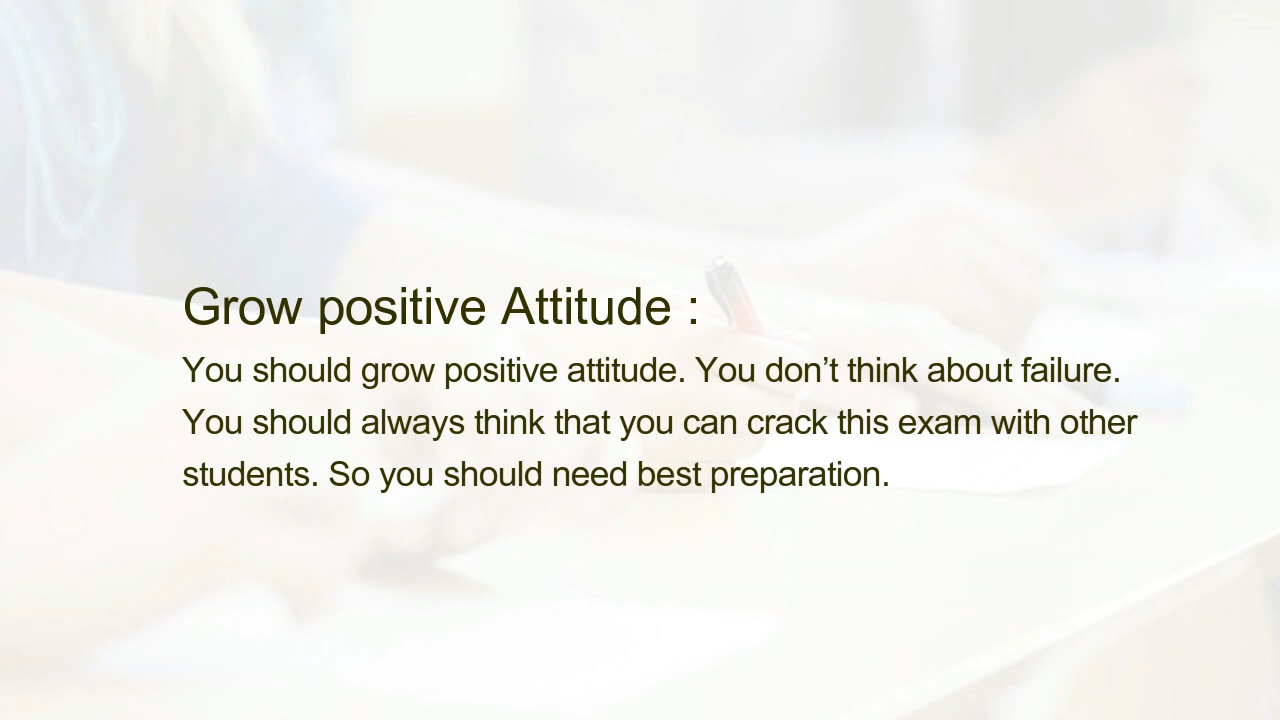 Grow positive Attitude :
You should grow positive attitude. You don’t think about failure.
You should always think that you can crack this exam with other
students. So you should need best preparation.